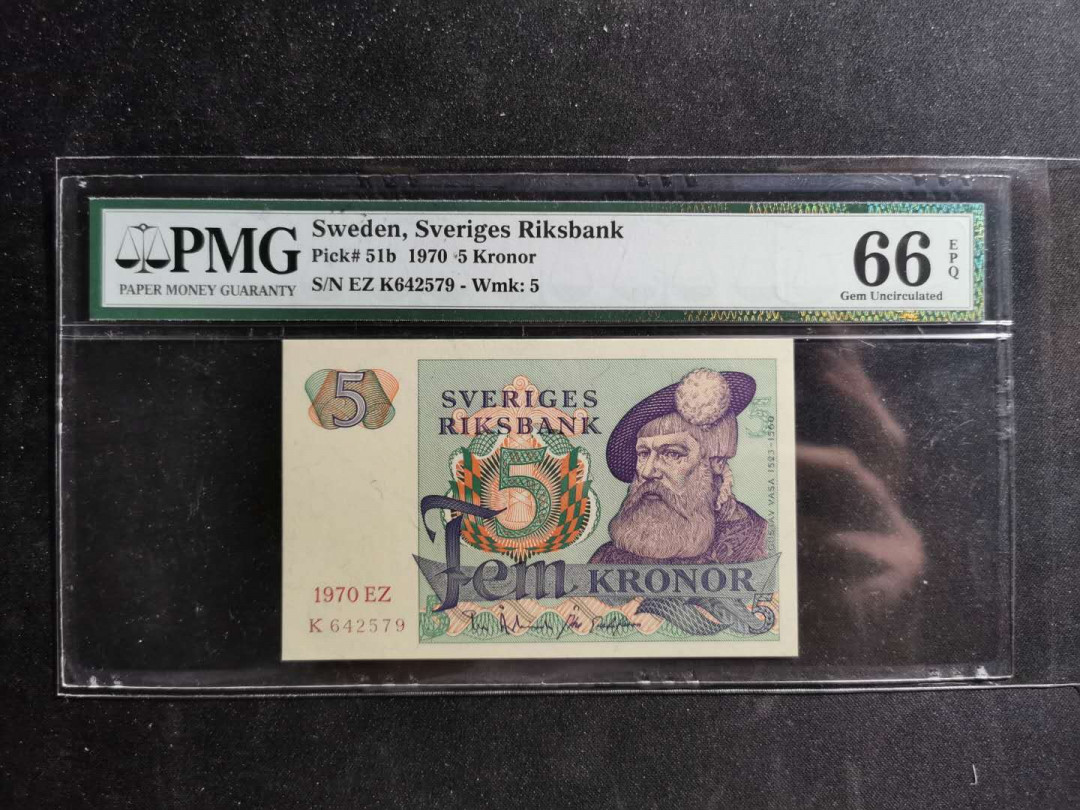 PMG
PAPER MONEY GUARANTY
Sweden, Sveriges Riksbank
Pick# 51b 1970 5 Kronor
S/N EZ K642579 - Wmk: 5
66
EPQ
Gem Uncirculated
5
SVERIGES
RIKSBANK
5
Fem KRONOR
GUSTAV VASA 1523-1560
1970 EZ
K 642579
5
5